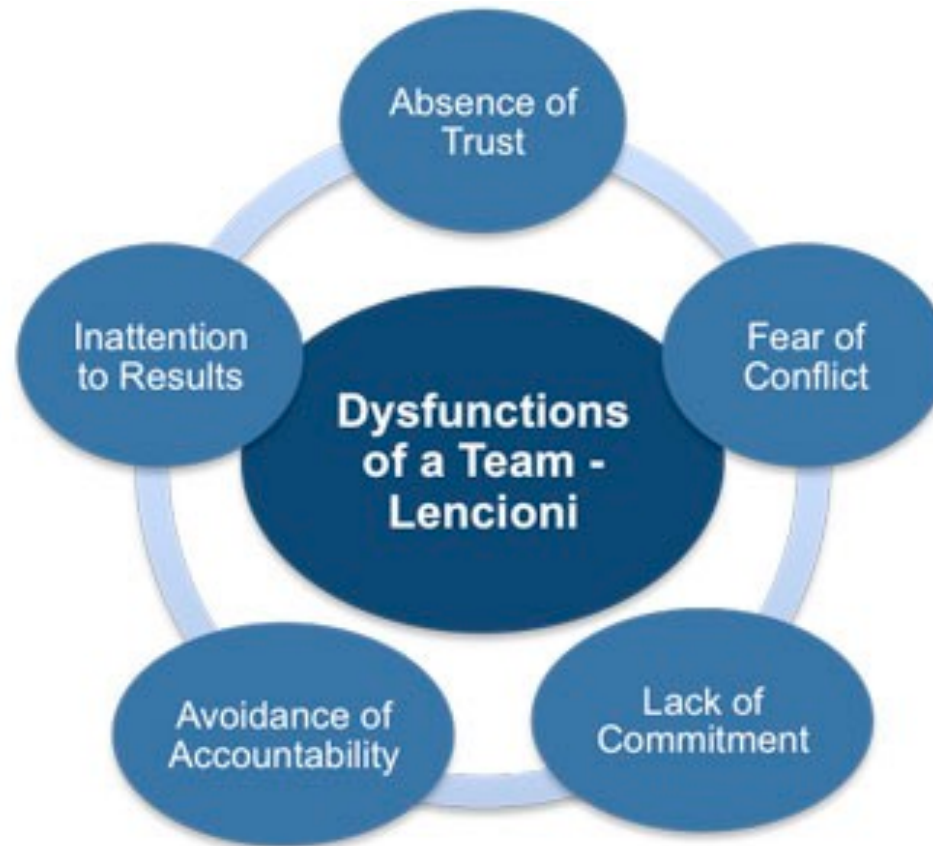 Absence of
Trust
Fear of
Conflict
Lack of
Commitment
Avoidance of
Accountability
Inattention
to Results
Dysfunctions
of a Team -
Lencioni